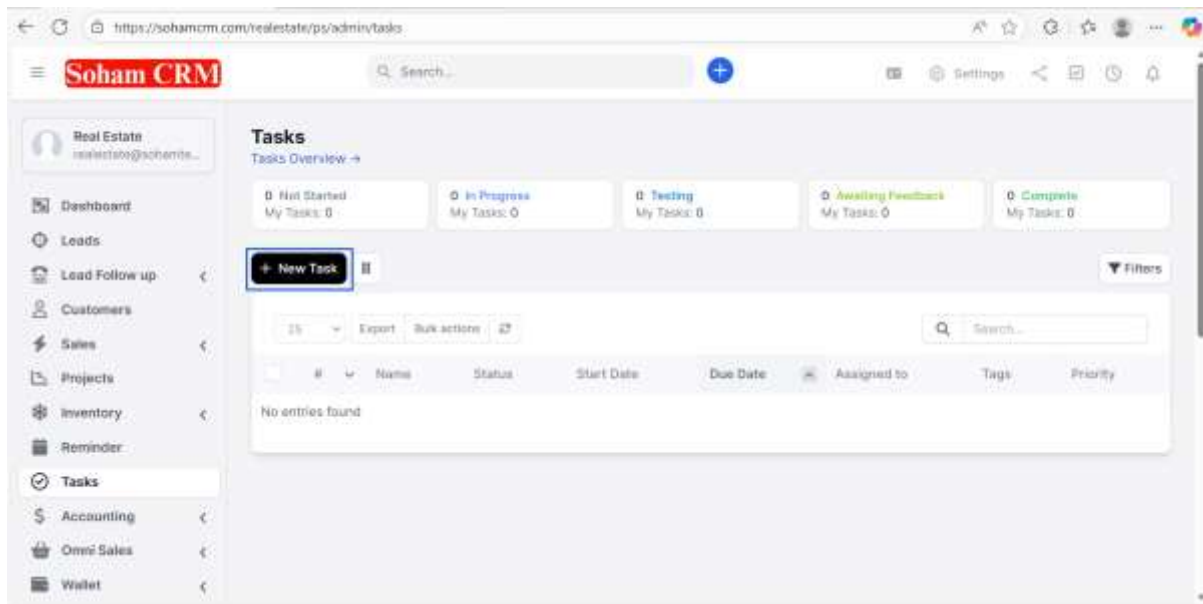 https://sohamcrm.com/realestate/ps/admin/tasks
Soham CRM
Search...
Settings
Real Estate
realestate@sohamte...
Dashboard
Leads
Lead Follow up
Customers
Sales
Projects
Inventory
Reminder
Tasks
Accounting
Omni Sales
Wallet
Tasks
Tasks Overview →
0 Not Started
My Tasks: 0
0 In Progress
My Tasks: 0
0 Testing
My Tasks: 0
0 Awaiting Feedback
My Tasks: 0
0 Complete
My Tasks: 0
+ New Task
Filters
25 Export Bulk actions
Search...
# Name Status Start Date Due Date Assigned to Tags Priority
No entries found